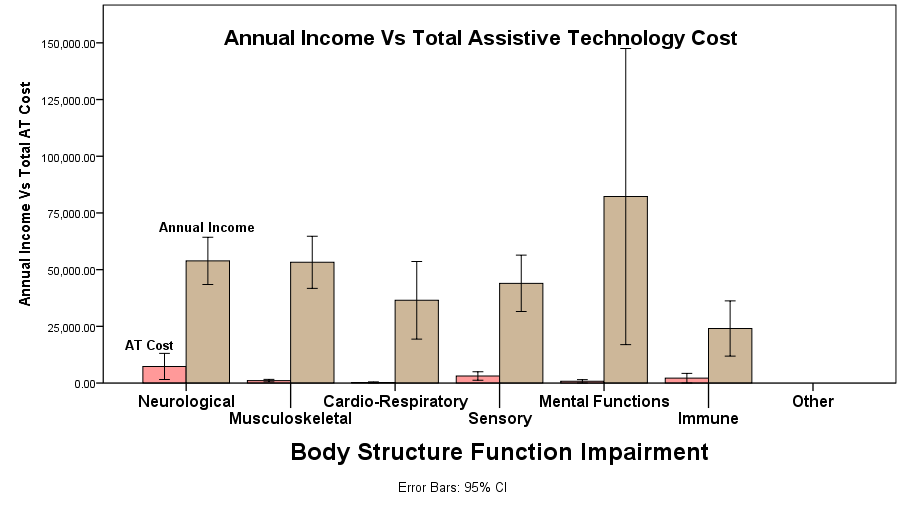 Annual Income Vs Total Assistive Technology Cost
Annual Income Vs Total AT Cost
150,000.00
125,000.00
100,000.00
75,000.00
50,000.00
25,000.00
0.00
Annual Income
AT Cost
Neurological
Musculoskeletal
Cardio-Respiratory
Sensory
Mental Functions
Immune
Other
Body Structure Function Impairment
Error Bars: 95% CI